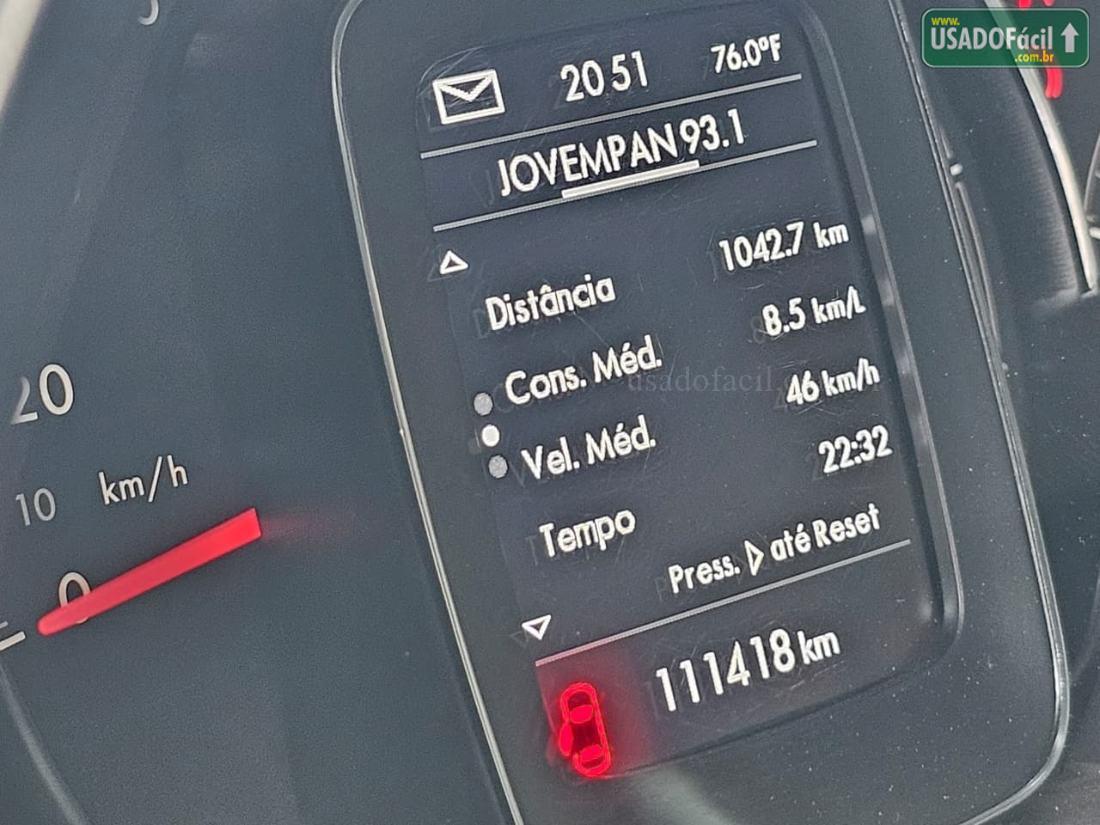 www.
USADOFácil
.com.br
20 51 76.0°F
JOVEMPAN 93.1
Distância 1042.7 km
Cons. Méd. 8.5 km/L
Vel. Méd. 46 km/h
Tempo 22:32
Press. ▷ até Reset
111418 km
20
10 km/h
0
usadofacil